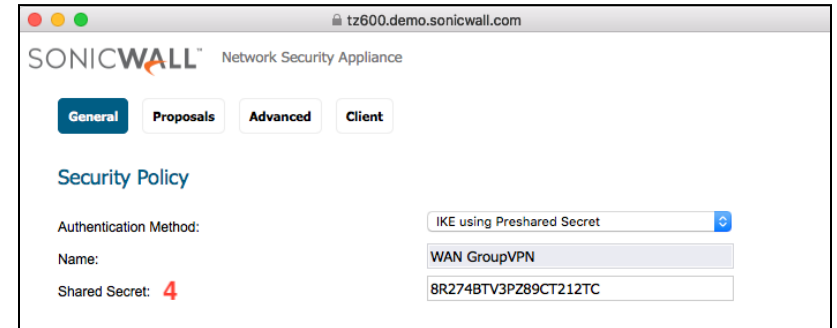 tz600.demo.sonicwall.com
SONICWALL™ Network Security Appliance
General Proposals Advanced Client
Security Policy
Authentication Method: IKE using Preshared Secret
Name: WAN GroupVPN
Shared Secret: 4 8R274BTV3PZ89CT212TC